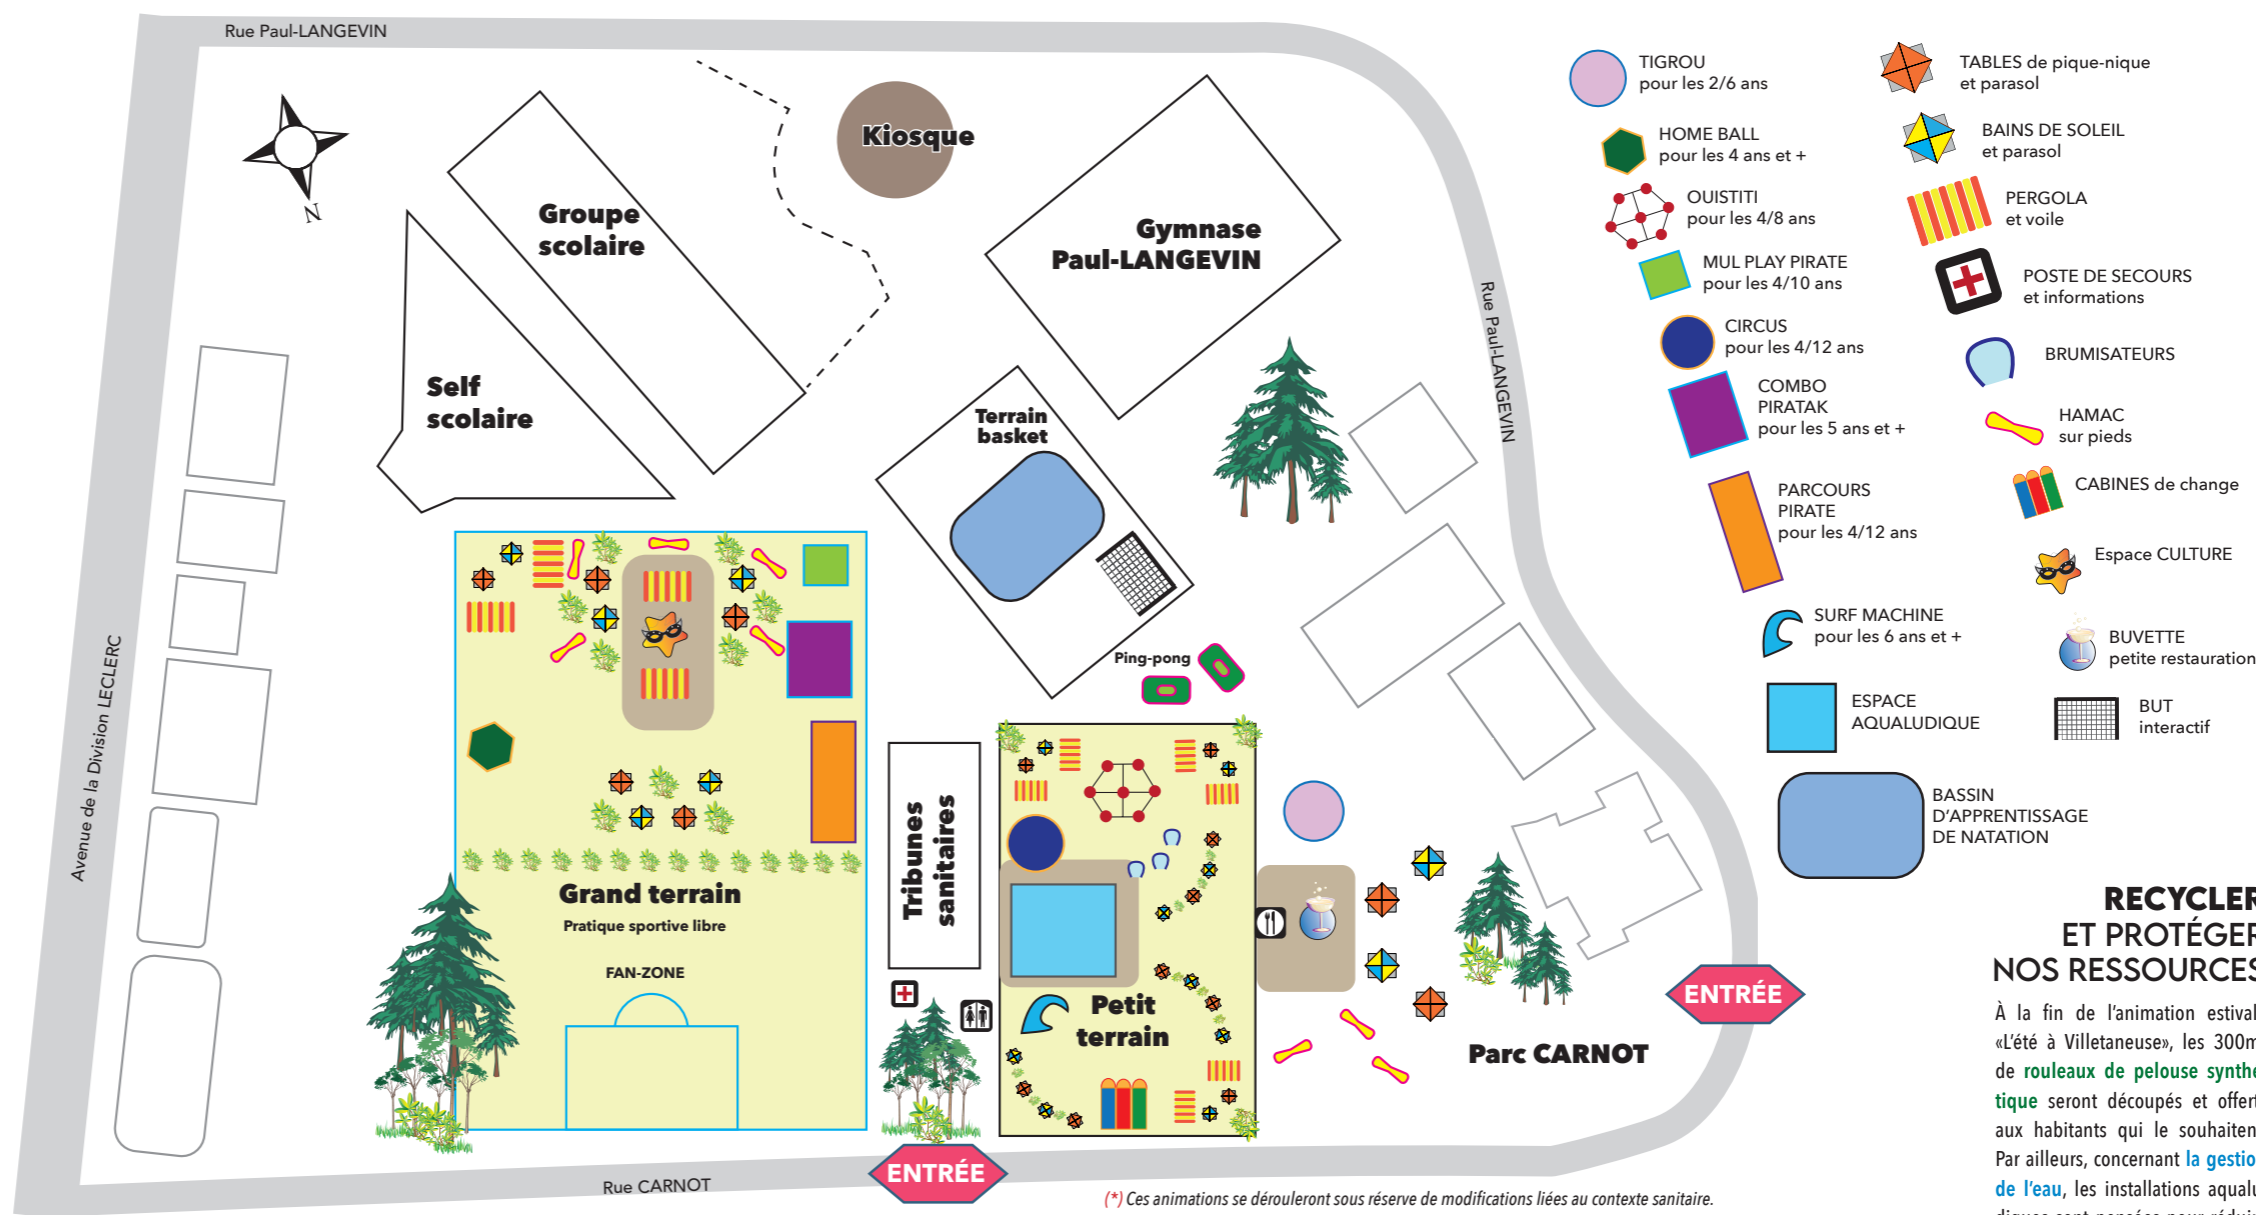 Rue Paul-LANGEVIN
N
Kiosque
Groupe
scolaire
Gymnase
Paul-LANGEVIN
Rue Paul-LANGEVIN
Self
scolaire
Terrain
basket
Avenue de la Division LECLERC
Ping-pong
Tribunes
sanitaires
Grand terrain
Pratique sportive libre
FAN-ZONE
Petit
terrain
Parc CARNOT
ENTRÉE
ENTRÉE
Rue CARNOT
(*) Ces animations se dérouleront sous réserve de modifications liées au contexte sanitaire.
TIGROU
pour les 2/6 ans
HOME BALL
pour les 4 ans et +
OUISTITI
pour les 4/8 ans
MUL PLAY PIRATE
pour les 4/10 ans
CIRCUS
pour les 4/12 ans
COMBO
PIRATAK
pour les 5 ans et +
PARCOURS
PIRATE
pour les 4/12 ans
SURF MACHINE
pour les 6 ans et +
ESPACE
AQUALUDIQUE
BASSIN
D'APPRENTISSAGE
DE NATATION
TABLES de pique-nique
et parasol
BAINS DE SOLEIL
et parasol
PERGOLA
et voile
POSTE DE SECOURS
et informations
BRUMISATEURS
HAMAC
sur pieds
CABINES de change
Espace CULTURE
BUVETTE
petite restauration
BUT
interactif
RECYCLER
ET PROTÉGER
NOS RESSOURCES
À la fin de l'animation estival
«L'été à Villetaneuse», les 300m
de rouleaux de pelouse synthé
tique seront découpés et offert
aux habitants qui le souhaiten
Par ailleurs, concernant la gestio
de l'eau, les installations aqualu
diques sont pensées pour réduir